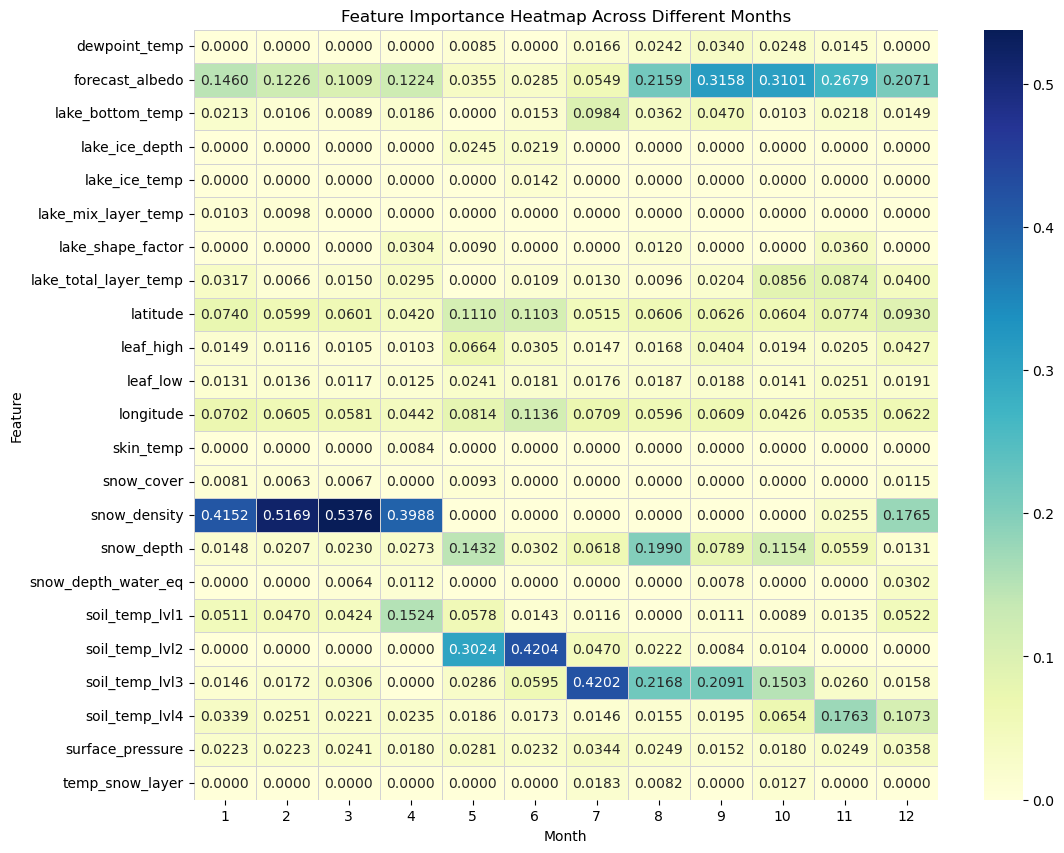 Feature Importance Heatmap Across Different Months
dewpoint_temp 0.0000 0.0000 0.0000 0.0000 0.0085 0.0000 0.0166 0.0242 0.0340 0.0248 0.0145 0.0000
forecast_albedo 0.1460 0.1226 0.1009 0.1224 0.0355 0.0285 0.0549 0.2159 0.3158 0.3101 0.2679 0.2071
lake_bottom_temp 0.0213 0.0106 0.0089 0.0186 0.0000 0.0153 0.0984 0.0362 0.0470 0.0103 0.0218 0.0149
lake_ice_depth 0.0000 0.0000 0.0000 0.0000 0.0245 0.0219 0.0000 0.0000 0.0000 0.0000 0.0000 0.0000
lake_ice_temp 0.0000 0.0000 0.0000 0.0000 0.0000 0.0142 0.0000 0.0000 0.0000 0.0000 0.0000 0.0000
lake_mix_layer_temp 0.0103 0.0098 0.0000 0.0000 0.0000 0.0000 0.0000 0.0000 0.0000 0.0000 0.0000 0.0000
lake_shape_factor 0.0000 0.0000 0.0000 0.0304 0.0090 0.0000 0.0000 0.0120 0.0000 0.0000 0.0360 0.0000
lake_total_layer_temp 0.0317 0.0066 0.0150 0.0295 0.0000 0.0109 0.0130 0.0096 0.0204 0.0856 0.0874 0.0400
latitude 0.0740 0.0599 0.0601 0.0420 0.1110 0.1103 0.0515 0.0606 0.0626 0.0604 0.0774 0.0930
leaf_high 0.0149 0.0116 0.0105 0.0103 0.0664 0.0305 0.0147 0.0168 0.0404 0.0194 0.0205 0.0427
leaf_low 0.0131 0.0136 0.0117 0.0125 0.0241 0.0181 0.0176 0.0187 0.0188 0.0141 0.0251 0.0191
longitude 0.0702 0.0605 0.0581 0.0442 0.0814 0.1136 0.0709 0.0596 0.0609 0.0426 0.0535 0.0622
skin_temp 0.0000 0.0000 0.0000 0.0084 0.0000 0.0000 0.0000 0.0000 0.0000 0.0000 0.0000 0.0000
snow_cover 0.0081 0.0063 0.0067 0.0000 0.0093 0.0000 0.0000 0.0000 0.0000 0.0000 0.0000 0.0115
snow_density 0.4152 0.5169 0.5376 0.3988 0.0000 0.0000 0.0000 0.0000 0.0000 0.0000 0.0255 0.1765
snow_depth 0.0148 0.0207 0.0230 0.0273 0.1432 0.0302 0.0618 0.1990 0.0789 0.1154 0.0559 0.0131
snow_depth_water_eq 0.0000 0.0000 0.0064 0.0112 0.0000 0.0000 0.0000 0.0000 0.0078 0.0000 0.0000 0.0302
soil_temp_lvl1 0.0511 0.0470 0.0424 0.1524 0.0578 0.0143 0.0116 0.0000 0.0111 0.0089 0.0135 0.0522
soil_temp_lvl2 0.0000 0.0000 0.0000 0.0000 0.3024 0.4204 0.0470 0.0222 0.0084 0.0104 0.0000 0.0000
soil_temp_lvl3 0.0146 0.0172 0.0306 0.0000 0.0286 0.0595 0.4202 0.2168 0.2091 0.1503 0.0260 0.0158
soil_temp_lvl4 0.0339 0.0251 0.0221 0.0235 0.0186 0.0173 0.0146 0.0155 0.0195 0.0654 0.1763 0.1073
surface_pressure 0.0223 0.0223 0.0241 0.0180 0.0281 0.0232 0.0344 0.0249 0.0152 0.0180 0.0249 0.0358
temp_snow_layer 0.0000 0.0000 0.0000 0.0000 0.0000 0.0000 0.0183 0.0082 0.0000 0.0127 0.0000 0.0000
1 2 3 4 5 6 7 8 9 10 11 12
Month
Feature
0.5
0.4
0.3
0.2
0.1
0.0